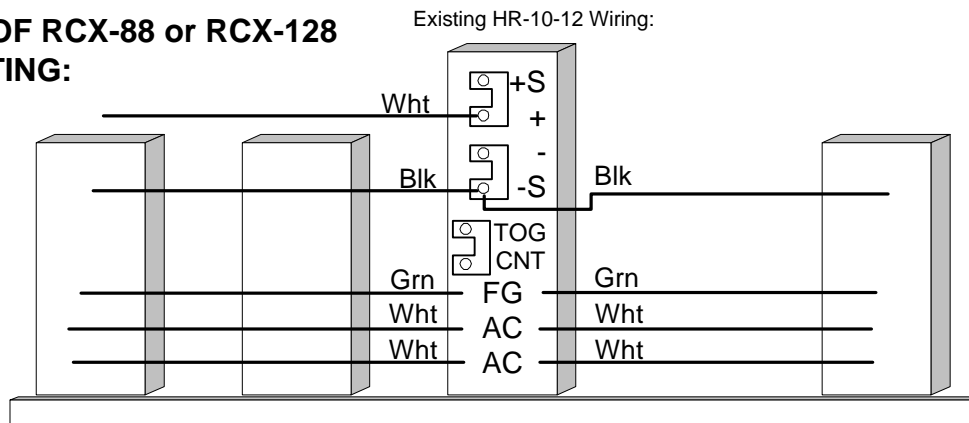 Existing HR-10-12 Wiring:
OF RCX-88 or RCX-128
TING:
+S
Wht
+
-
Blk
-S
Blk
TOG
CNT
Grn
FG
Grn
Wht
AC
Wht
Wht
AC
Wht